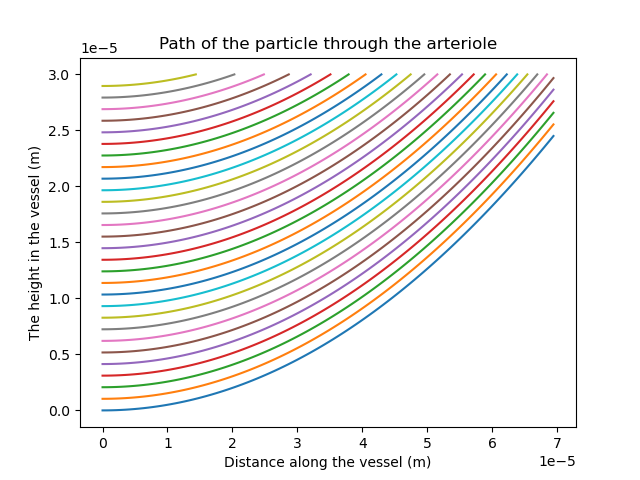 Path of the particle through the arteriole
1e−5
3.0
2.5
2.0
1.5
1.0
0.5
0.0
The height in the vessel (m)
0 1 2 3 4 5 6 7
Distance along the vessel (m)
1e−5